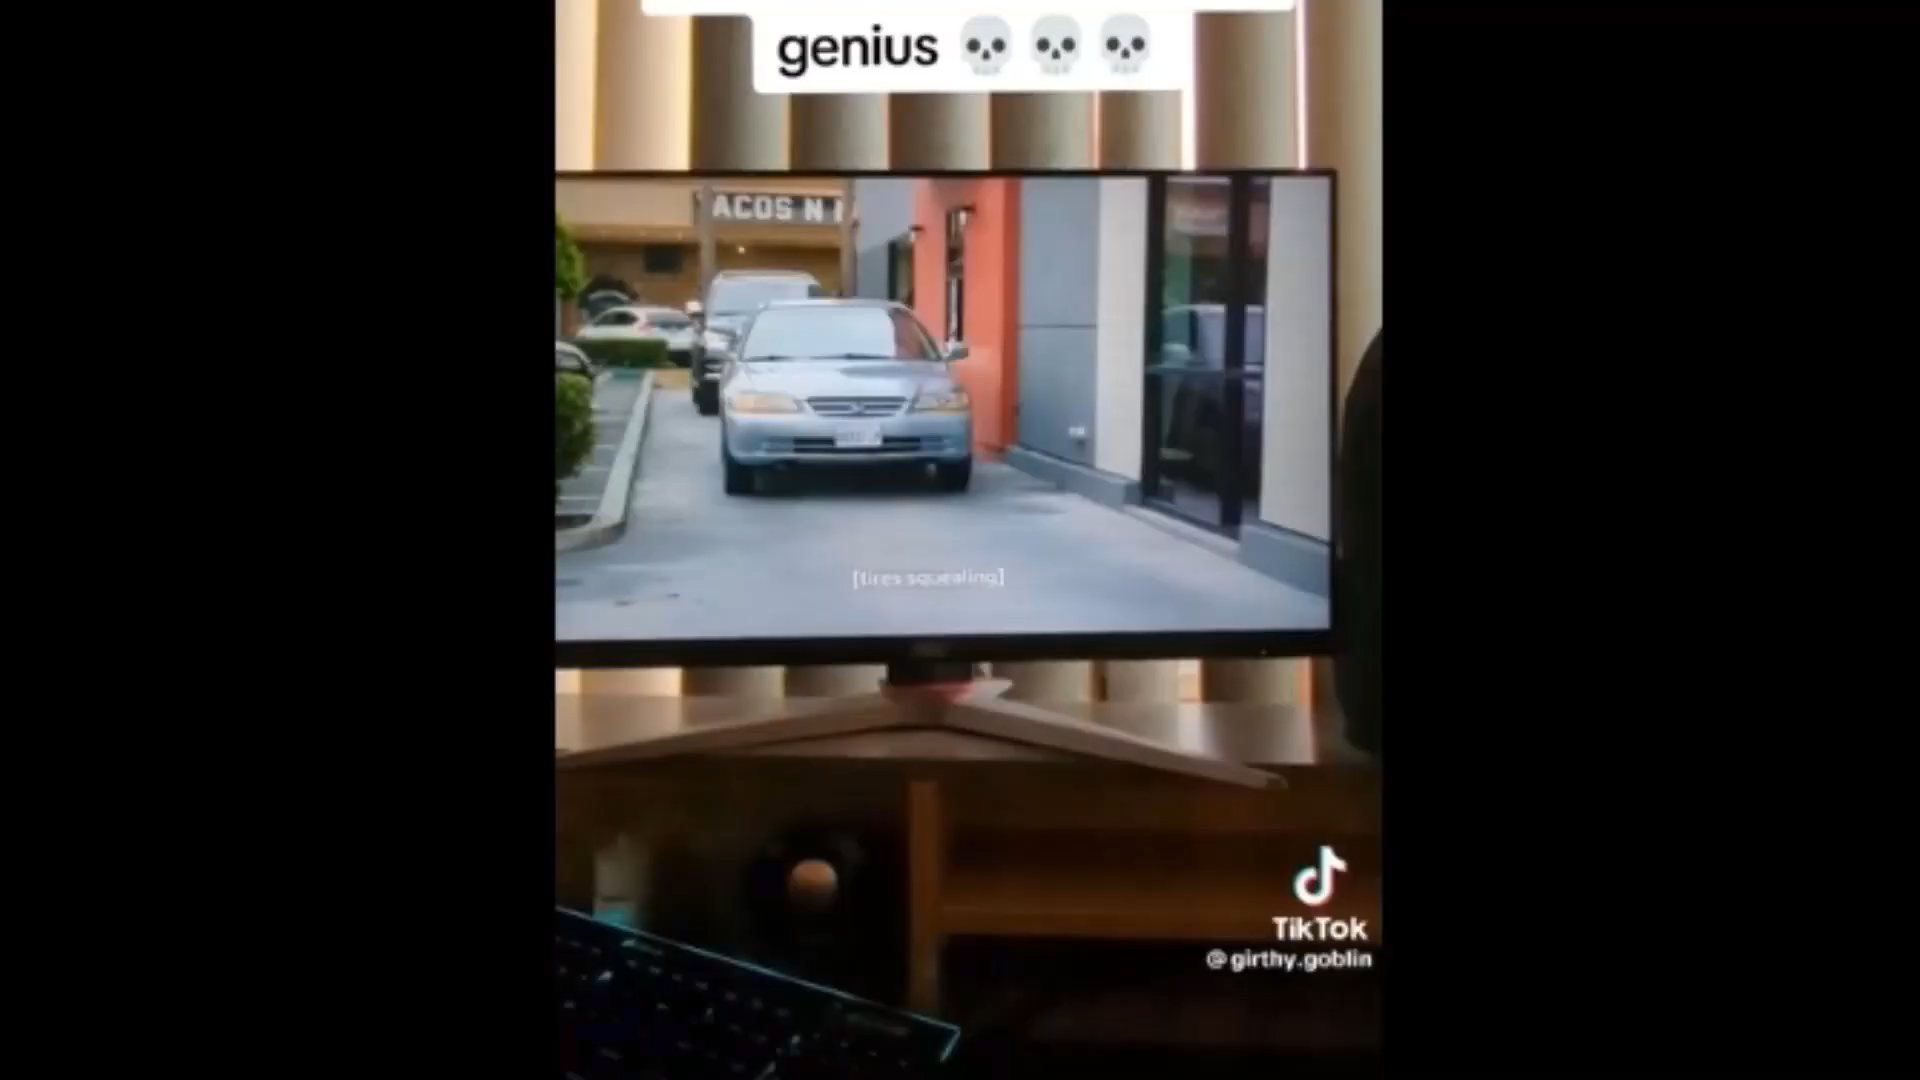 genius 💀 💀 💀
ACOS N
[tires squealing]
TikTok
@girthy.goblin